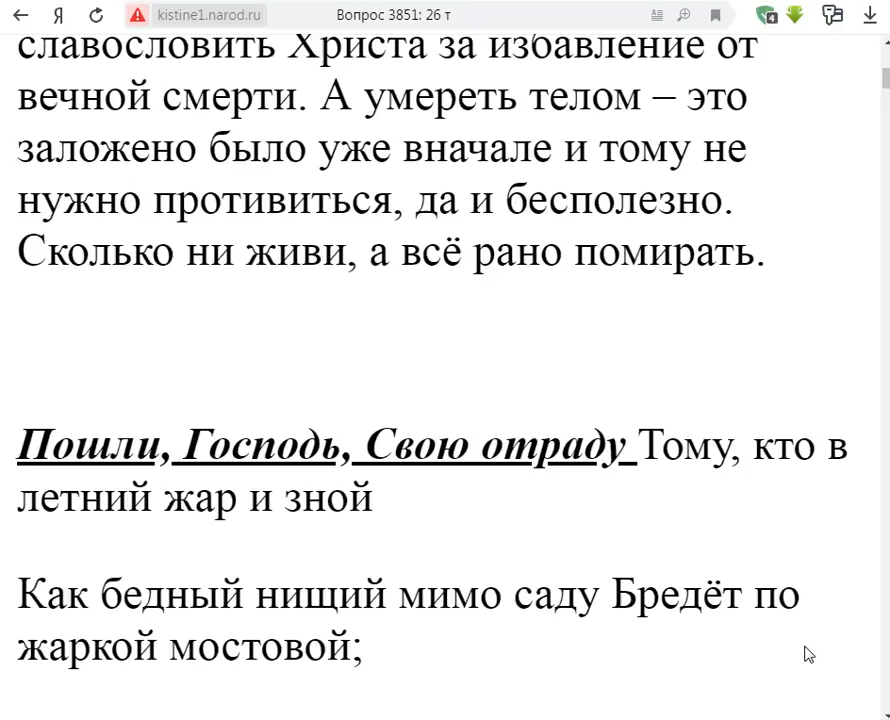 kistine1.narod.ru
Вопрос 3851: 26 т
4
славословить Христа за избавление от
вечной смерти. А умереть телом – это
заложено было уже вначале и тому не
нужно противиться, да и бесполезно.
Сколько ни живи, а всё рано помирать.
Пошли, Господь, Свою отраду Тому, кто в
летний жар и зной
Как бедный нищий мимо саду Бредёт по
жаркой мостовой;